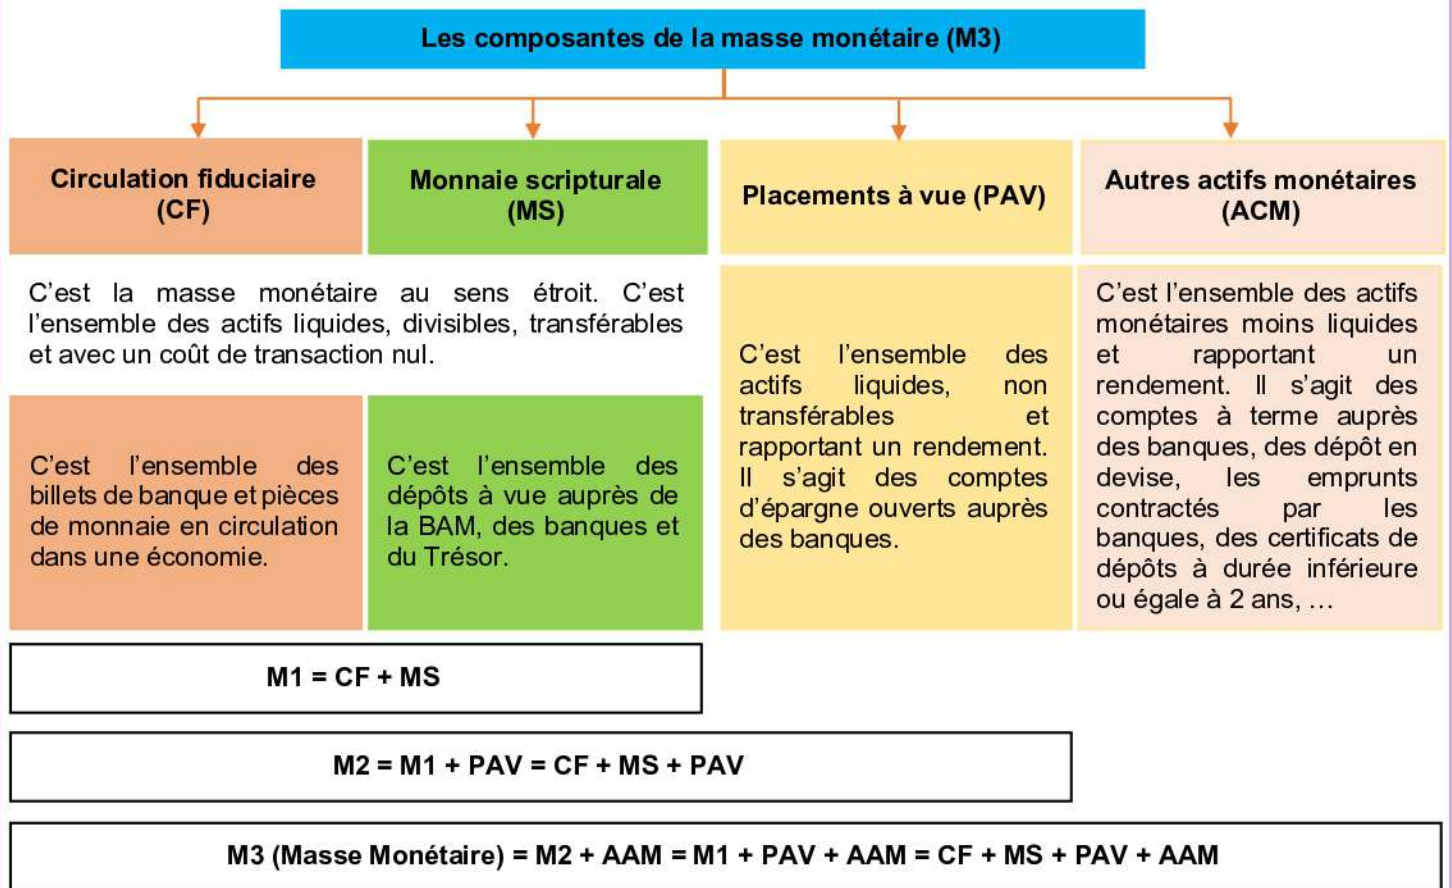 Les composantes de la masse monétaire (M3)
Circulation fiduciaire
(CF)
Monnaie scripturale
(MS)
Placements à vue (PAV)
Autres actifs monétaires
(ACM)
C'est la masse monétaire au sens étroit. C'est
l'ensemble des actifs liquides, divisibles, transférables
et avec un coût de transaction nul.
C'est l'ensemble des
billets de banque et pièces
de monnaie en circulation
dans une économie.
C'est l'ensemble des
dépôts à vue auprès de
la BAM, des banques et
du Trésor.
C'est l'ensemble des
actifs liquides, non
transférables et
rapportant un rendement.
Il s'agit des comptes
d'épargne ouverts auprès
des banques.
C'est l'ensemble des actifs
monétaires moins liquides
et rapportant un
rendement. Il s'agit des
comptes à terme auprès
des banques, des dépôt en
devise, les emprunts
contractés par les
banques, des certificats de
dépôts à durée inférieure
ou égale à 2 ans, …
M1 = CF + MS
M2 = M1 + PAV = CF + MS + PAV
M3 (Masse Monétaire) = M2 + AAM = M1 + PAV + AAM = CF + MS + PAV + AAM